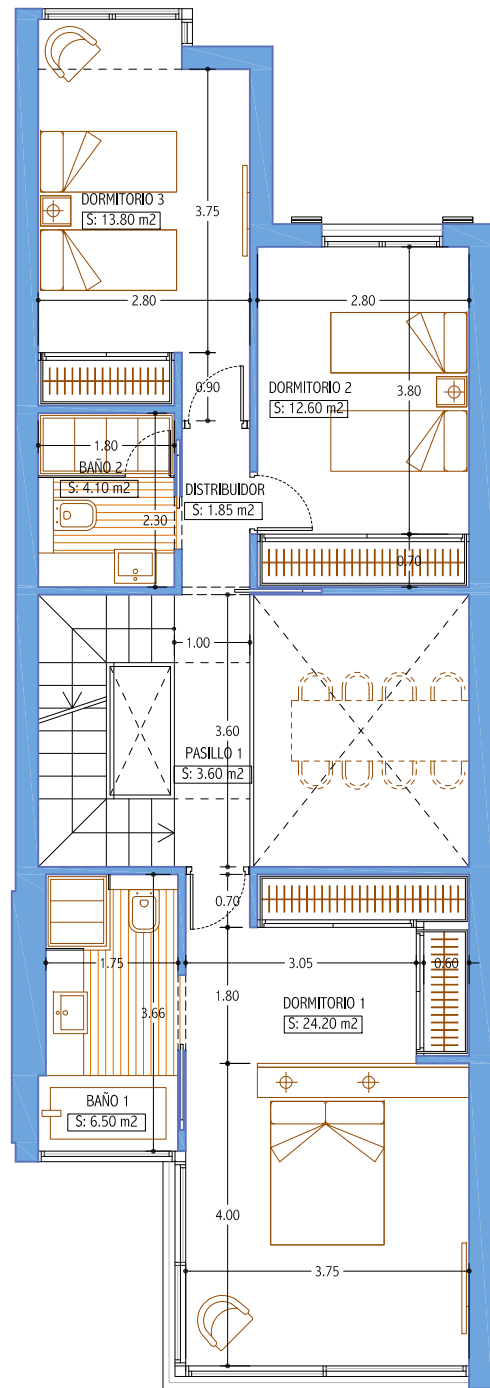 DORMITORIO 3
S: 13.80 m2
3.75
2.80
2.80
0.90
DORMITORIO 2
S: 12.60 m2
3.80
1.80
BAÑO 2
S: 4.10 m2
2.30
DISTRIBUIDOR
S: 1.85 m2
0.70
1.00
3.60
PASILLO 1
S: 3.60 m2
x
x
0.70
1.75
3.05
0.60
1.80
3.66
DORMITORIO 1
S: 24.20 m2
BAÑO 1
S: 6.50 m2
4.00
3.75